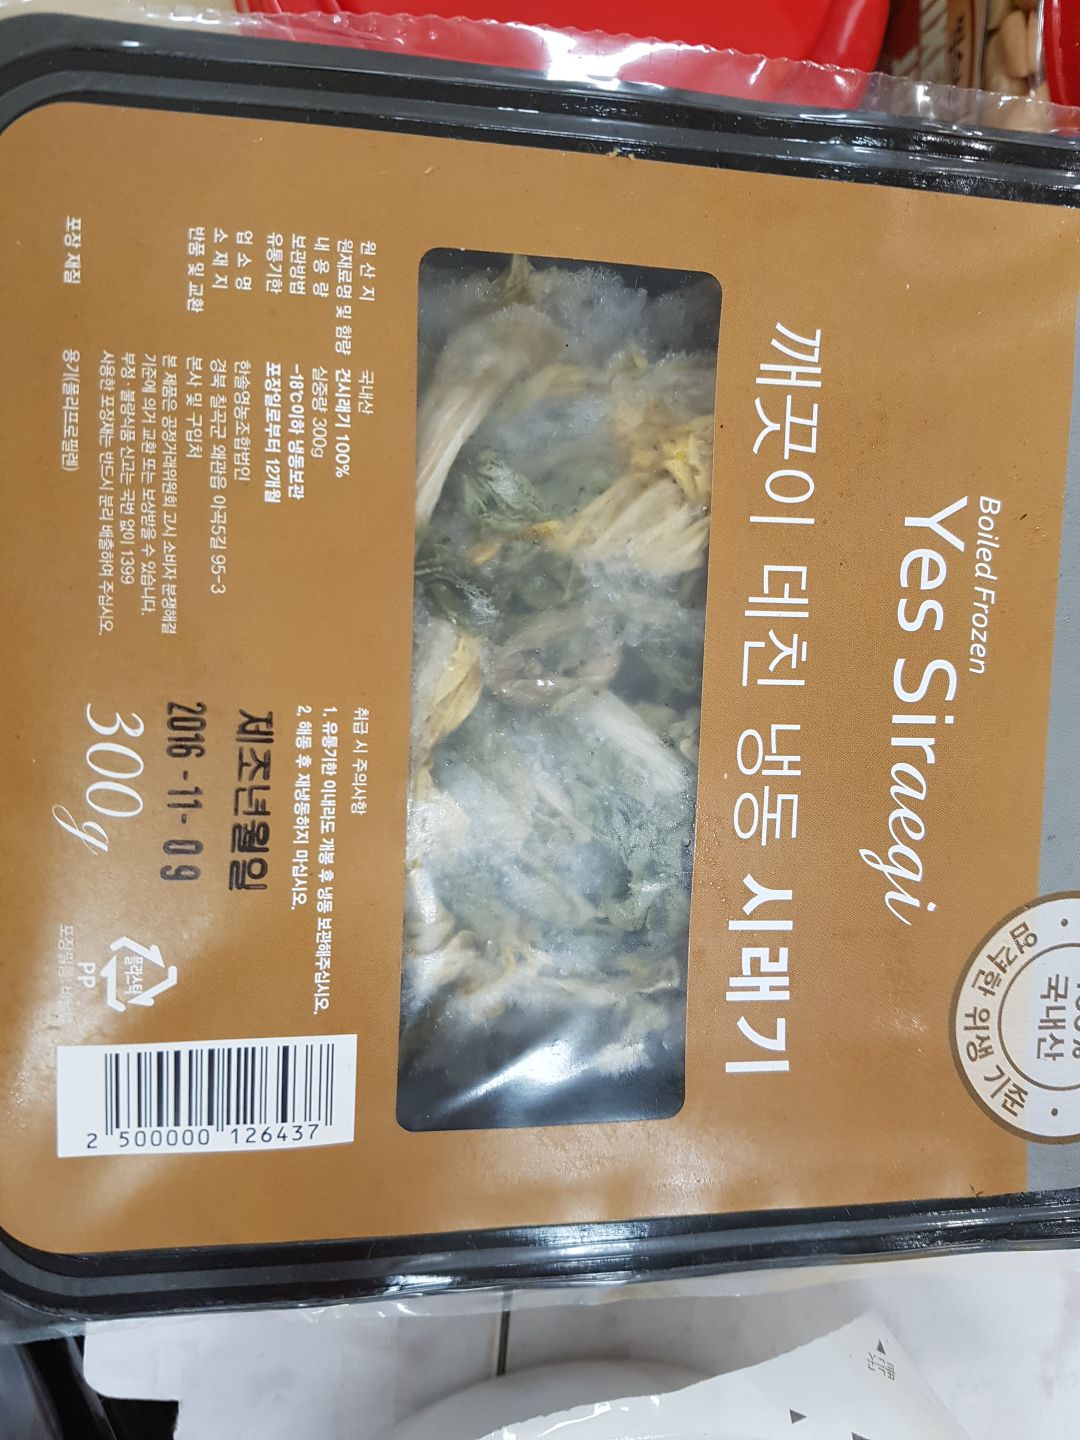 Boiled Frozen
Yes Siraegi
깨끗이 데친 냉동 시래기
국내산
엄격한 위생 기준
원 산 지 국내산
원재료명 및 함량 건시래기 100%
내 용 량 실중량 300g
보관방법 -18℃이하 냉동보관
유통기한 포장일로부터 12개월
업 소 명 한솔영농조합법인
소 재 지 경북 칠곡군 왜관읍 아곡5길 95-3
반품 및 교환 본사 및 구입처
본 제품은 공정거래위원회 고시 소비자 분쟁해결
기준에 의거 교환 또는 보상받을 수 있습니다.
부정·불량식품 신고는 국번 없이 1399
사용한 포장재는 반드시 분리 배출하여 주십시오.
포장 재질 용기(폴리프로필렌)
취급 시 주의사항
1. 유통기한 이내라도 개봉 후 냉동 보관해주십시오.
2. 해동 후 재냉동하지 마십시오.
제조년월일
2016-11-09
300g
플라스틱
PP
2 500000 126437